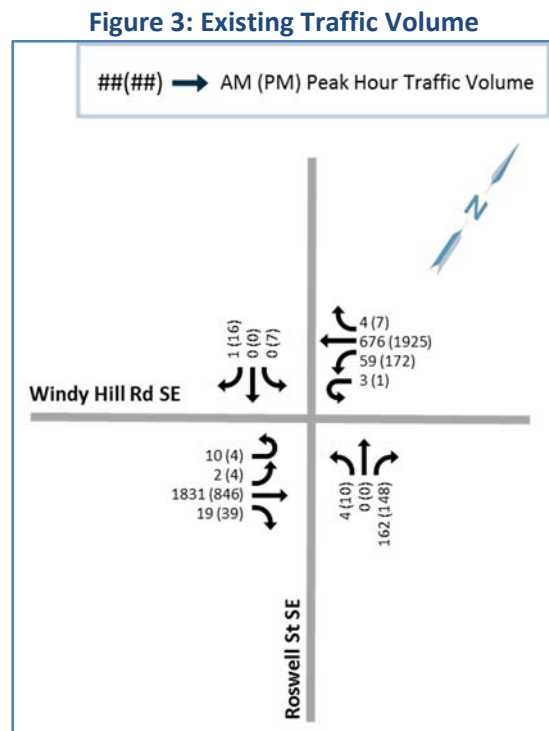 Figure 3: Existing Traffic Volume
##(##) AM (PM) Peak Hour Traffic Volume
N
1 (16)
0 (0)
0 (7)
4 (7)
676 (1925)
59 (172)
3 (1)
Windy Hill Rd SE
10 (4)
2 (4)
1831 (846)
19 (39)
4 (10)
0 (0)
162 (148)
Roswell St SE